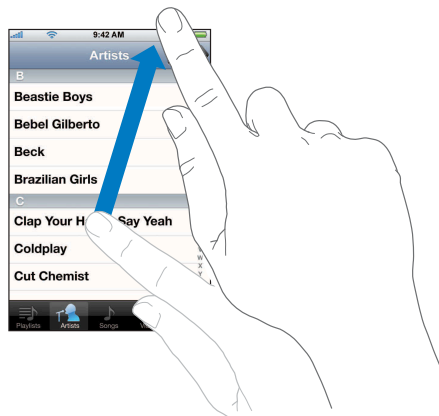 9:42 AM
Artists
B
Beastie Boys
Bebel Gilberto
Beck
Brazilian Girls
C
Clap Your H Say Yeah
Coldplay
W
Cut Chemist
X
Y
Playlists Artists Songs